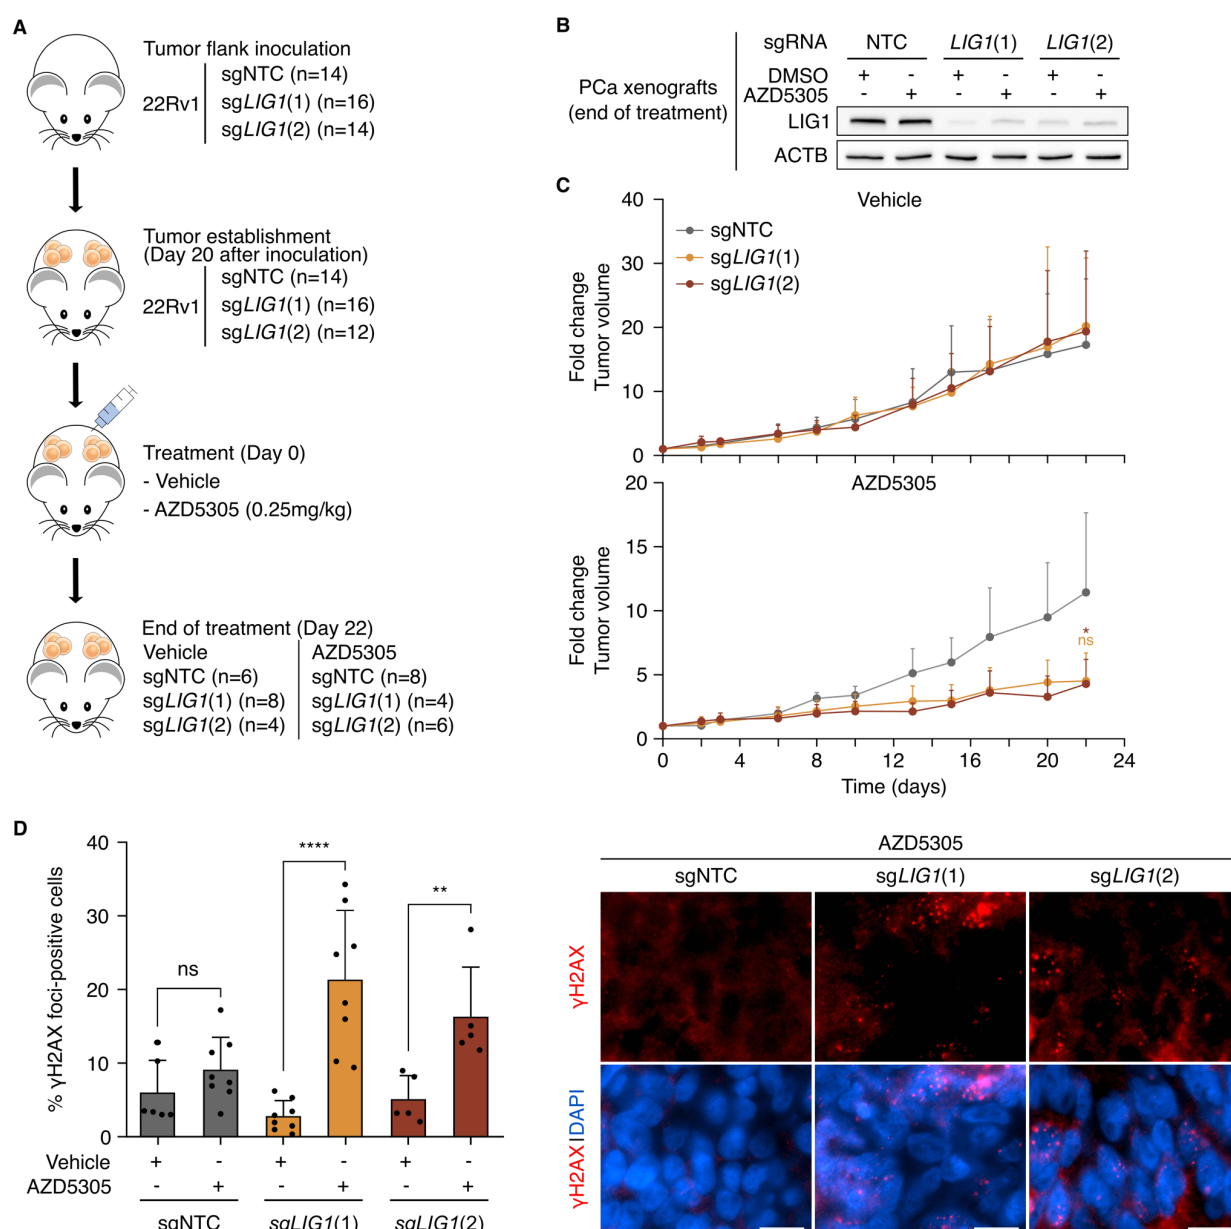 A
Tumor flank inoculation
22Rv1
sgNTC (n=14)
sgLIG1(1) (n=16)
sgLIG1(2) (n=14)
Tumor establishment
(Day 20 after inoculation)
22Rv1
sgNTC (n=14)
sgLIG1(1) (n=16)
sgLIG1(2) (n=12)
Treatment (Day 0)
- Vehicle
- AZD5305 (0.25mg/kg)
End of treatment (Day 22)
Vehicle AZD5305
sgNTC (n=6) sgNTC (n=8)
sgLIG1(1) (n=8) sgLIG1(1) (n=4)
sgLIG1(2) (n=4) sgLIG1(2) (n=6)
B
PCa xenografts
(end of treatment)
sgRNA NTC LIG1(1) LIG1(2)
DMSO + - + - + -
AZD5305 - + - + - +
LIG1
ACTB
C
Vehicle
Fold change
Tumor volume
40
30
20
10
0
sgNTC
sgLIG1(1)
sgLIG1(2)
AZD5305
Fold change
Tumor volume
20
15
10
5
0
*
ns
0 4 8 12 16 20 24
Time (days)
D
% γH2AX foci-positive cells
40
30
20
10
0
ns
****
**
Vehicle + - + - + -
AZD5305 - + - + - +
sgNTC sgLIG1(1) sgLIG1(2)
AZD5305
sgNTC sgLIG1(1) sgLIG1(2)
γH2AX
γH2AX|DAPI